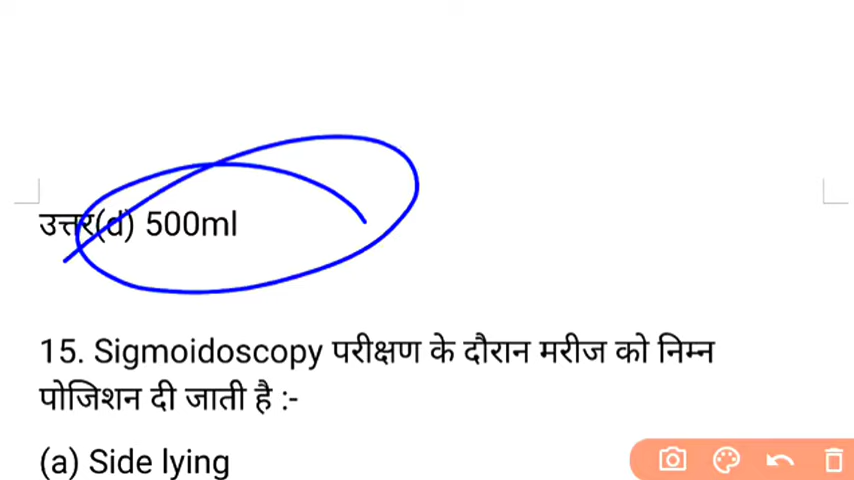 उत्तर(d) 500ml
15. Sigmoidoscopy परीक्षण के दौरान मरीज को निम्न
पोजिशन दी जाती है :-
(a) Side lying